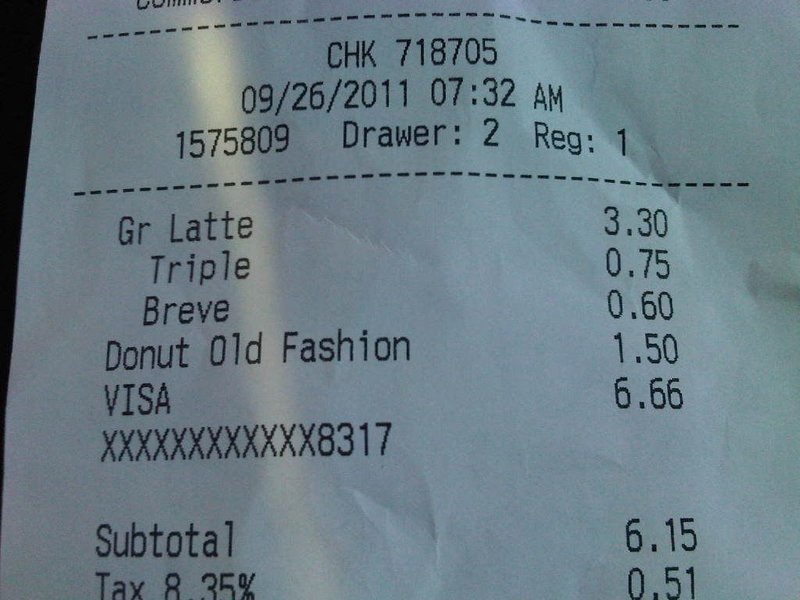 CHK 718705
09/26/2011 07:32 AM
1575809 Drawer: 2 Reg: 1
Gr Latte 3.30
Triple 0.75
Breve 0.60
Donut Old Fashion 1.50
VISA 6.66
XXXXXXXXXXXX8317
Subtotal 6.15
Tax 8.35% 0.51